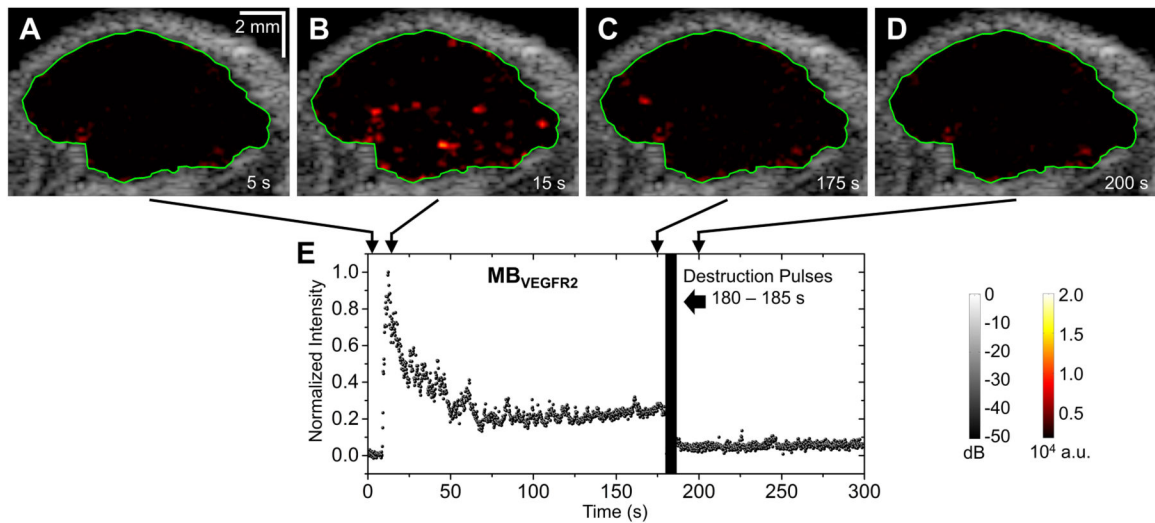 A
2 mm
5 s
B
15 s
C
175 s
D
200 s
E
MBVEGFR2
Destruction Pulses
180 – 185 s
Normalized Intensity
1.0
0.8
0.6
0.4
0.2
0.0
0
50
100
150
200
250
300
Time (s)
0
-10
-20
-30
-40
-50
dB
2.0
1.5
1.0
0.5
10⁴ a.u.